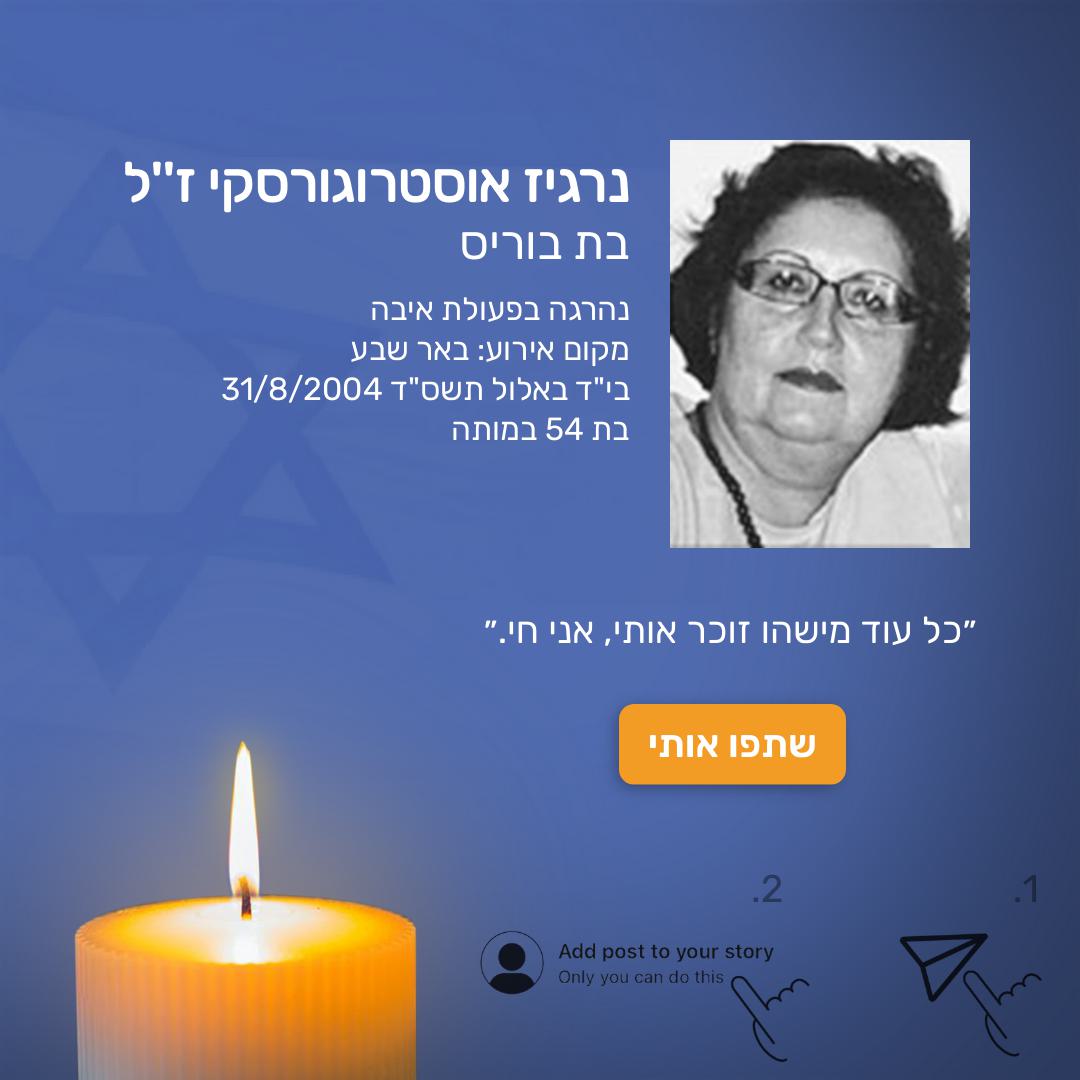 נרגיז אוסטרוגורסקי ז"ל
בת בוריס
נהרגה בפעולת איבה
מקום אירוע: באר שבע
בי"ד באלול תשס"ד 31/8/2004
בת 54 במותה
״כל עוד מישהו זוכר אותי, אני חי.״
שתפו אותי
1.
2.
Add post to your story
Only you can do this